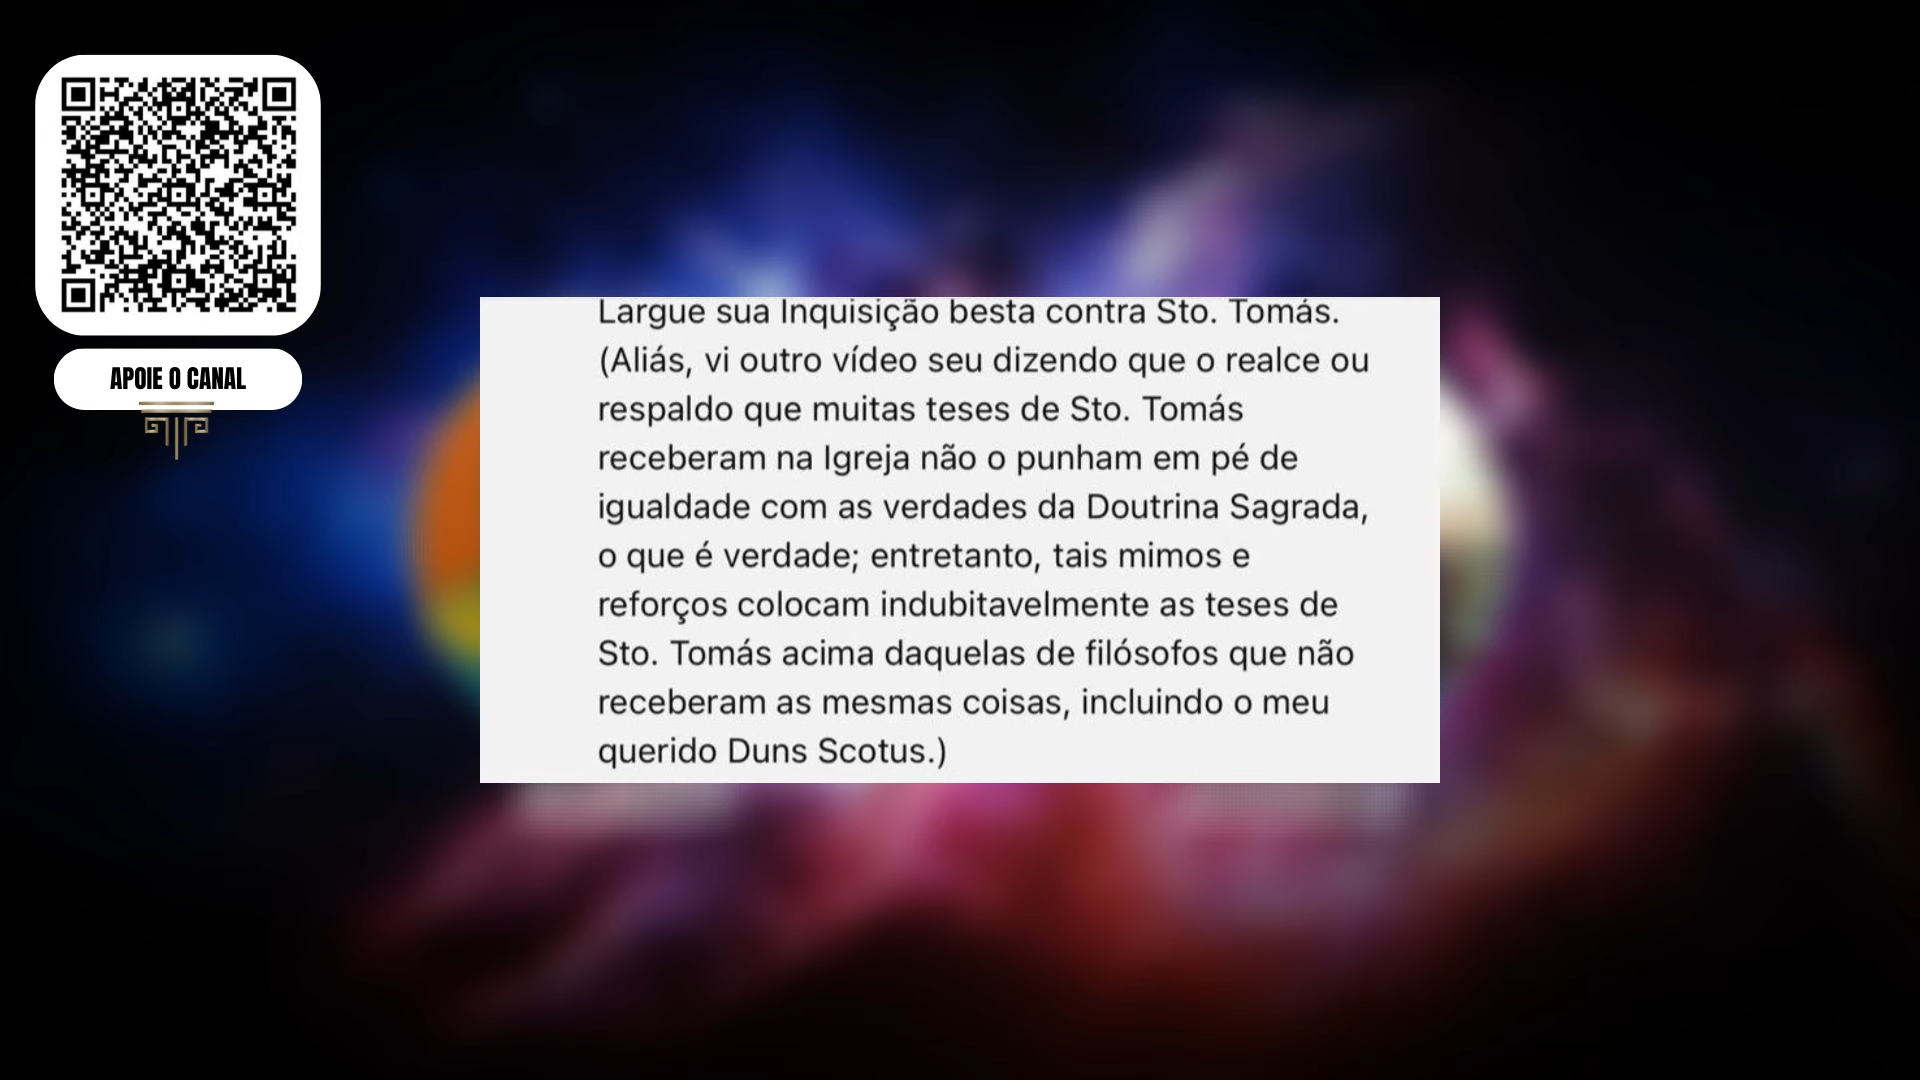 APOIE O CANAL
Largue sua Inquisição besta contra Sto. Tomás.
(Aliás, vi outro vídeo seu dizendo que o realce ou
respaldo que muitas teses de Sto. Tomás
receberam na Igreja não o punham em pé de
igualdade com as verdades da Doutrina Sagrada,
o que é verdade; entretanto, tais mimos e
reforços colocam indubitavelmente as teses de
Sto. Tomás acima daquelas de filósofos que não
receberam as mesmas coisas, incluindo o meu
querido Duns Scotus.)